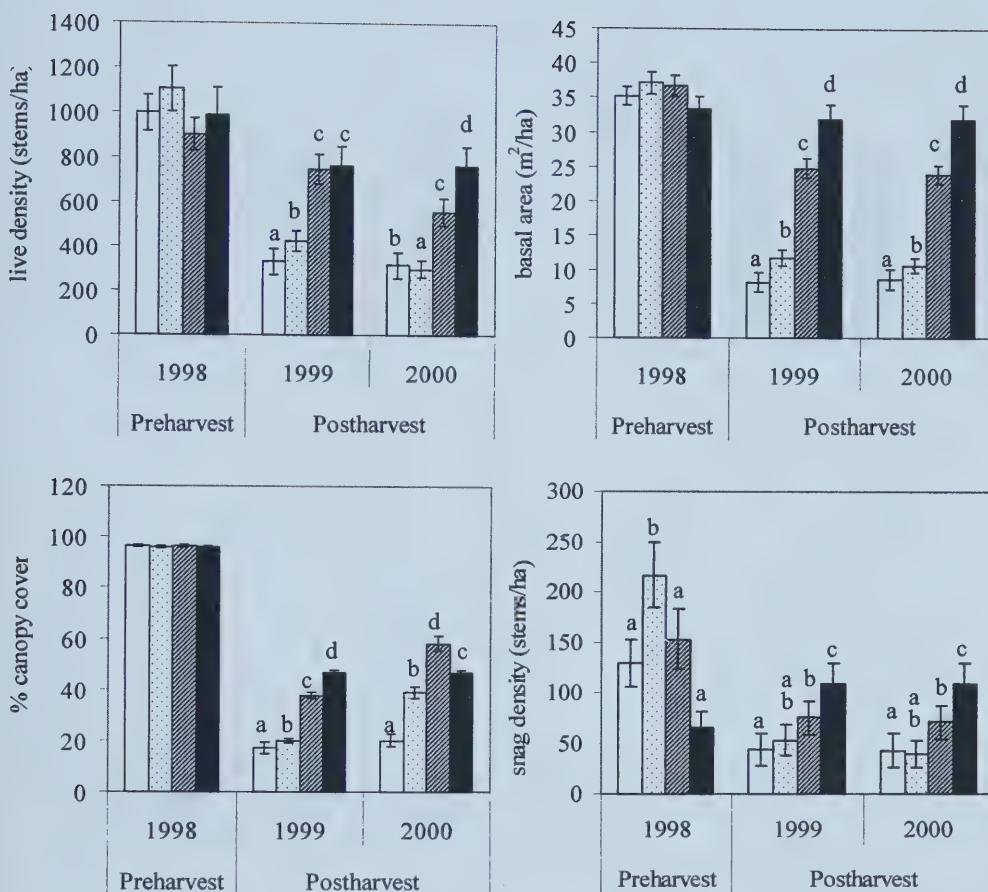 live density (stems/ha)
1400
1200
1000
800
600
400
200
0
a
b
c
c
b
a
c
d
1998
1999
2000
Preharvest
Postharvest
basal area (m²/ha)
45
40
35
30
25
20
15
10
5
0
a
b
c
d
a
b
c
d
1998
1999
2000
Preharvest
Postharvest
% canopy cover
120
100
80
60
40
20
0
a
b
c
d
a
b
d
c
1998
1999
2000
Preharvest
Postharvest
snag density (stems/ha)
300
250
200
150
100
50
0
a
b
a
a
a
a
b
b
c
a
a
b
b
c
1998
1999
2000
Preharvest
Postharvest